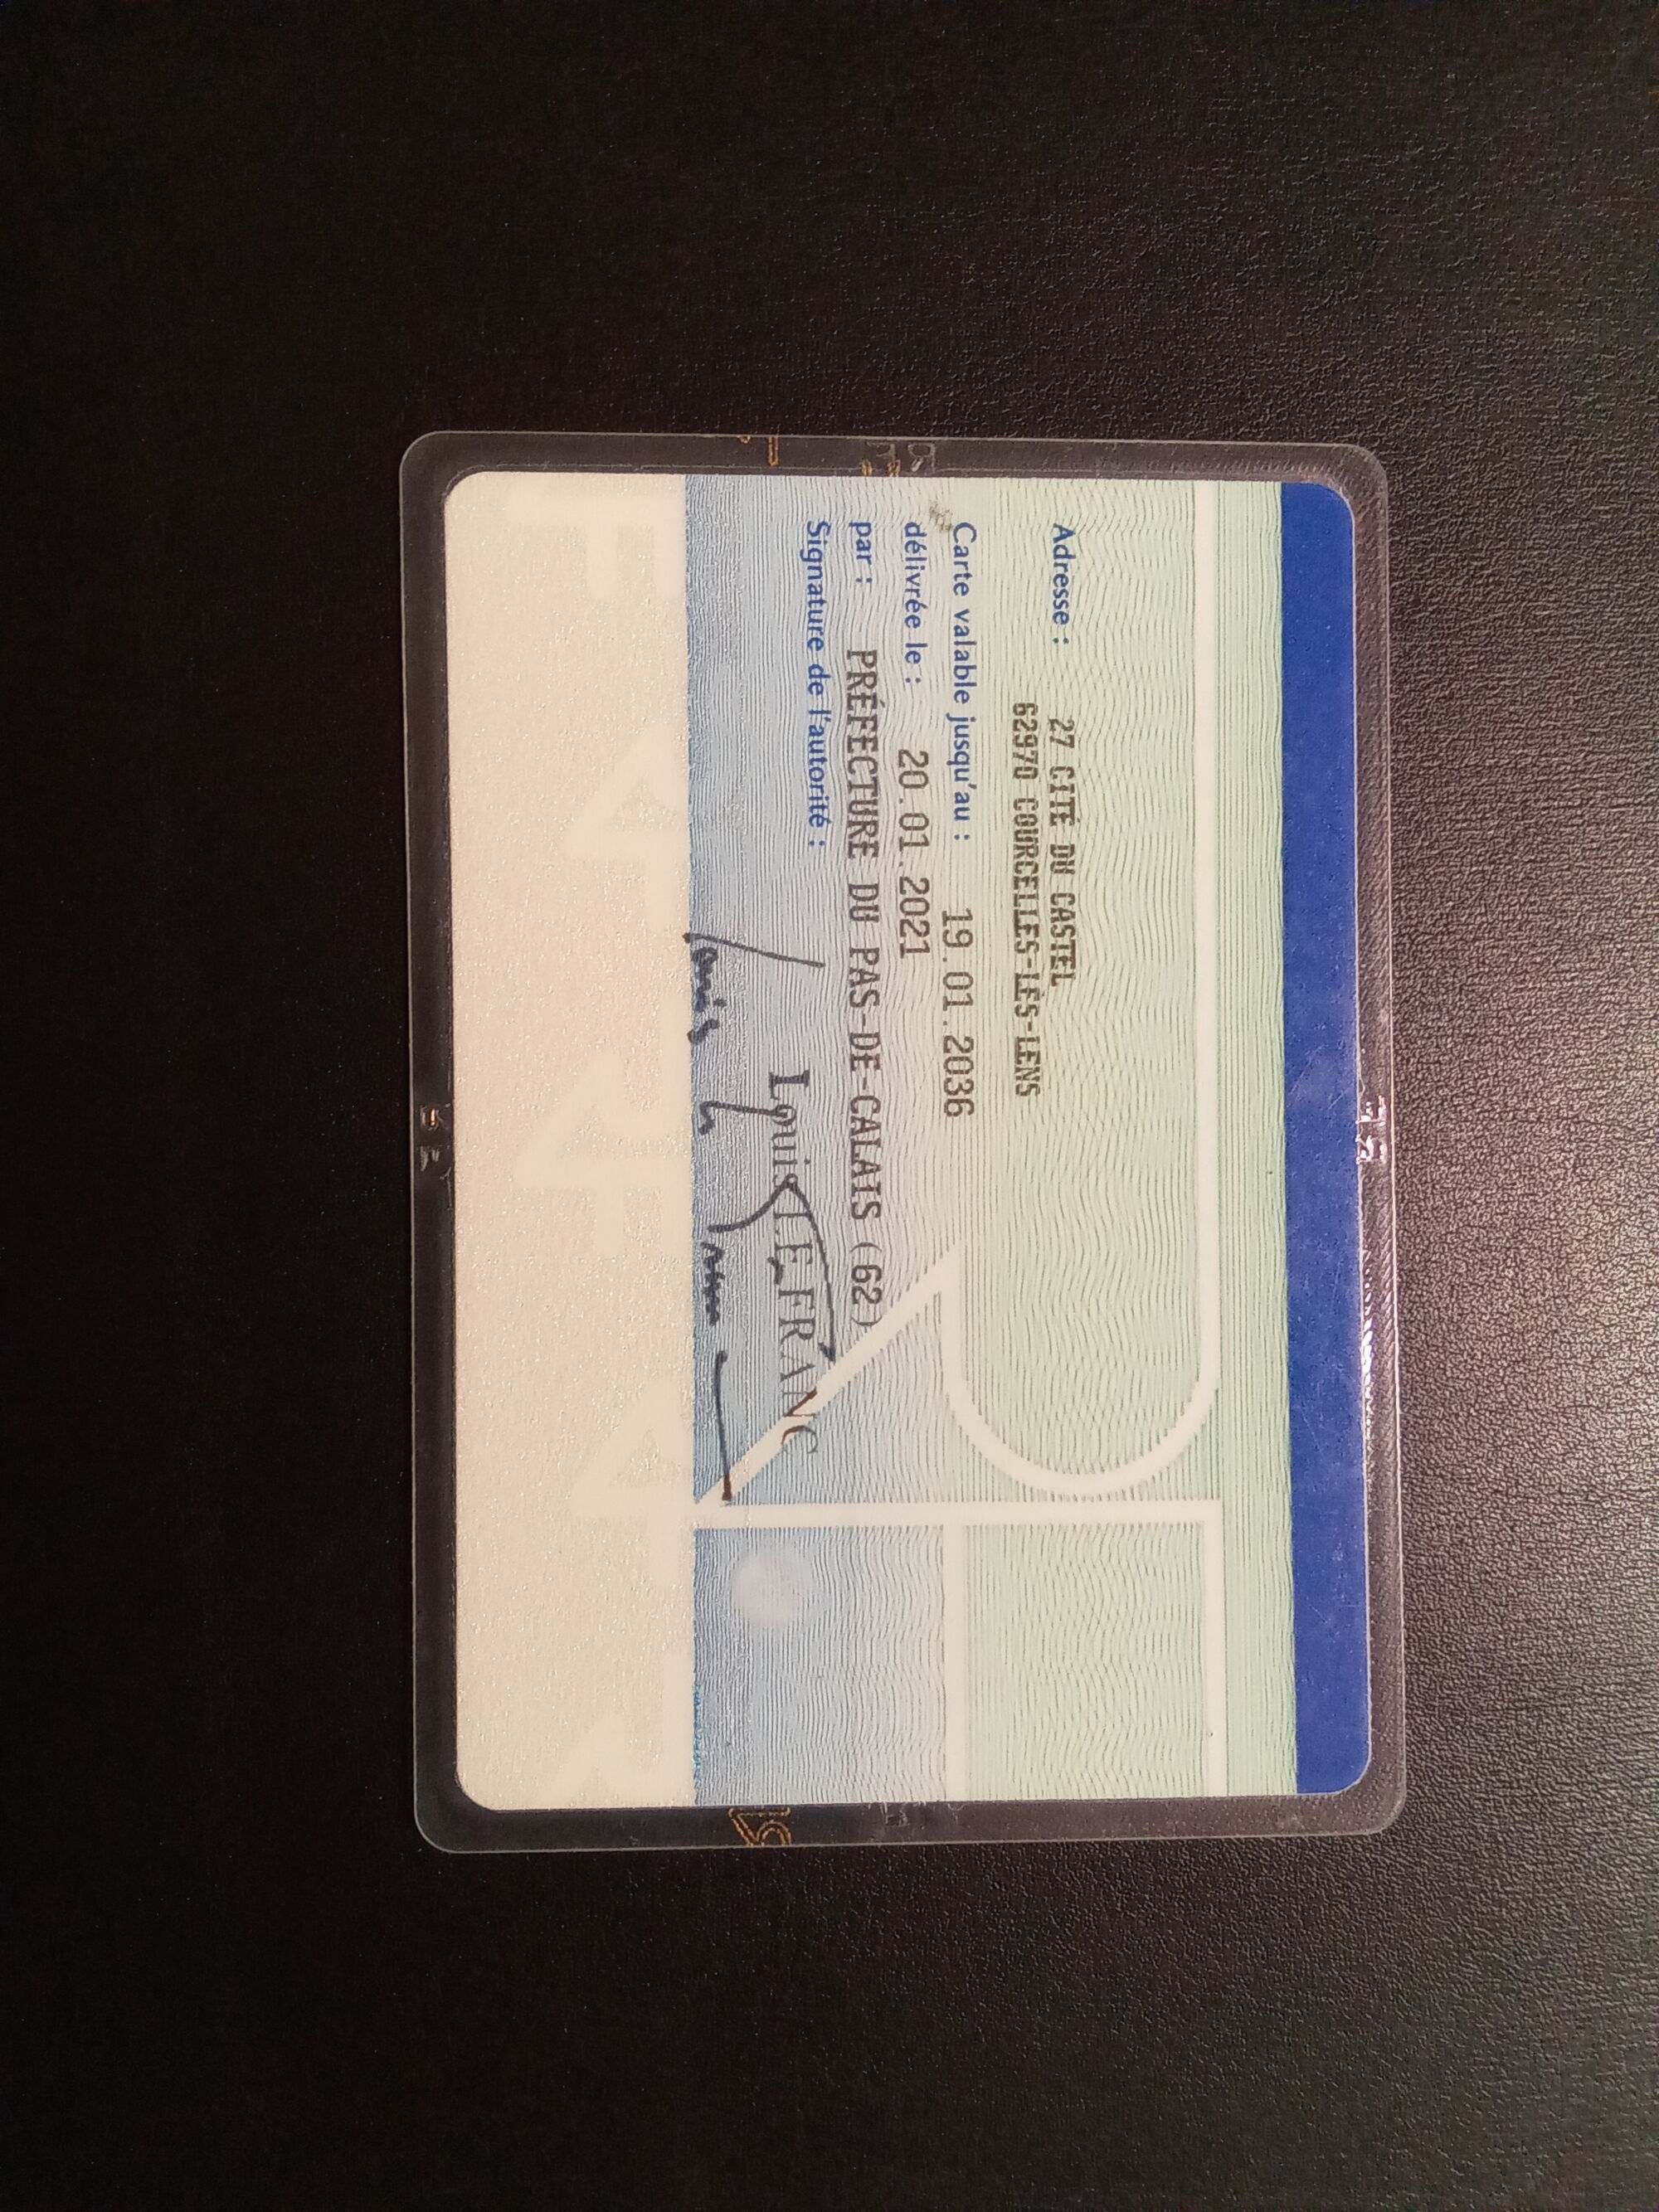 Adresse : 27 CITÉ DU CASTEL
62970 COURCELLES-LÈS-LENS
Carte valable jusqu'au : 19.01.2036
délivrée le : 20.01.2021
par : PRÉFECTURE DU PAS-DE-CALAIS (62)
Signature de l'autorité :
Louis LE FRANC